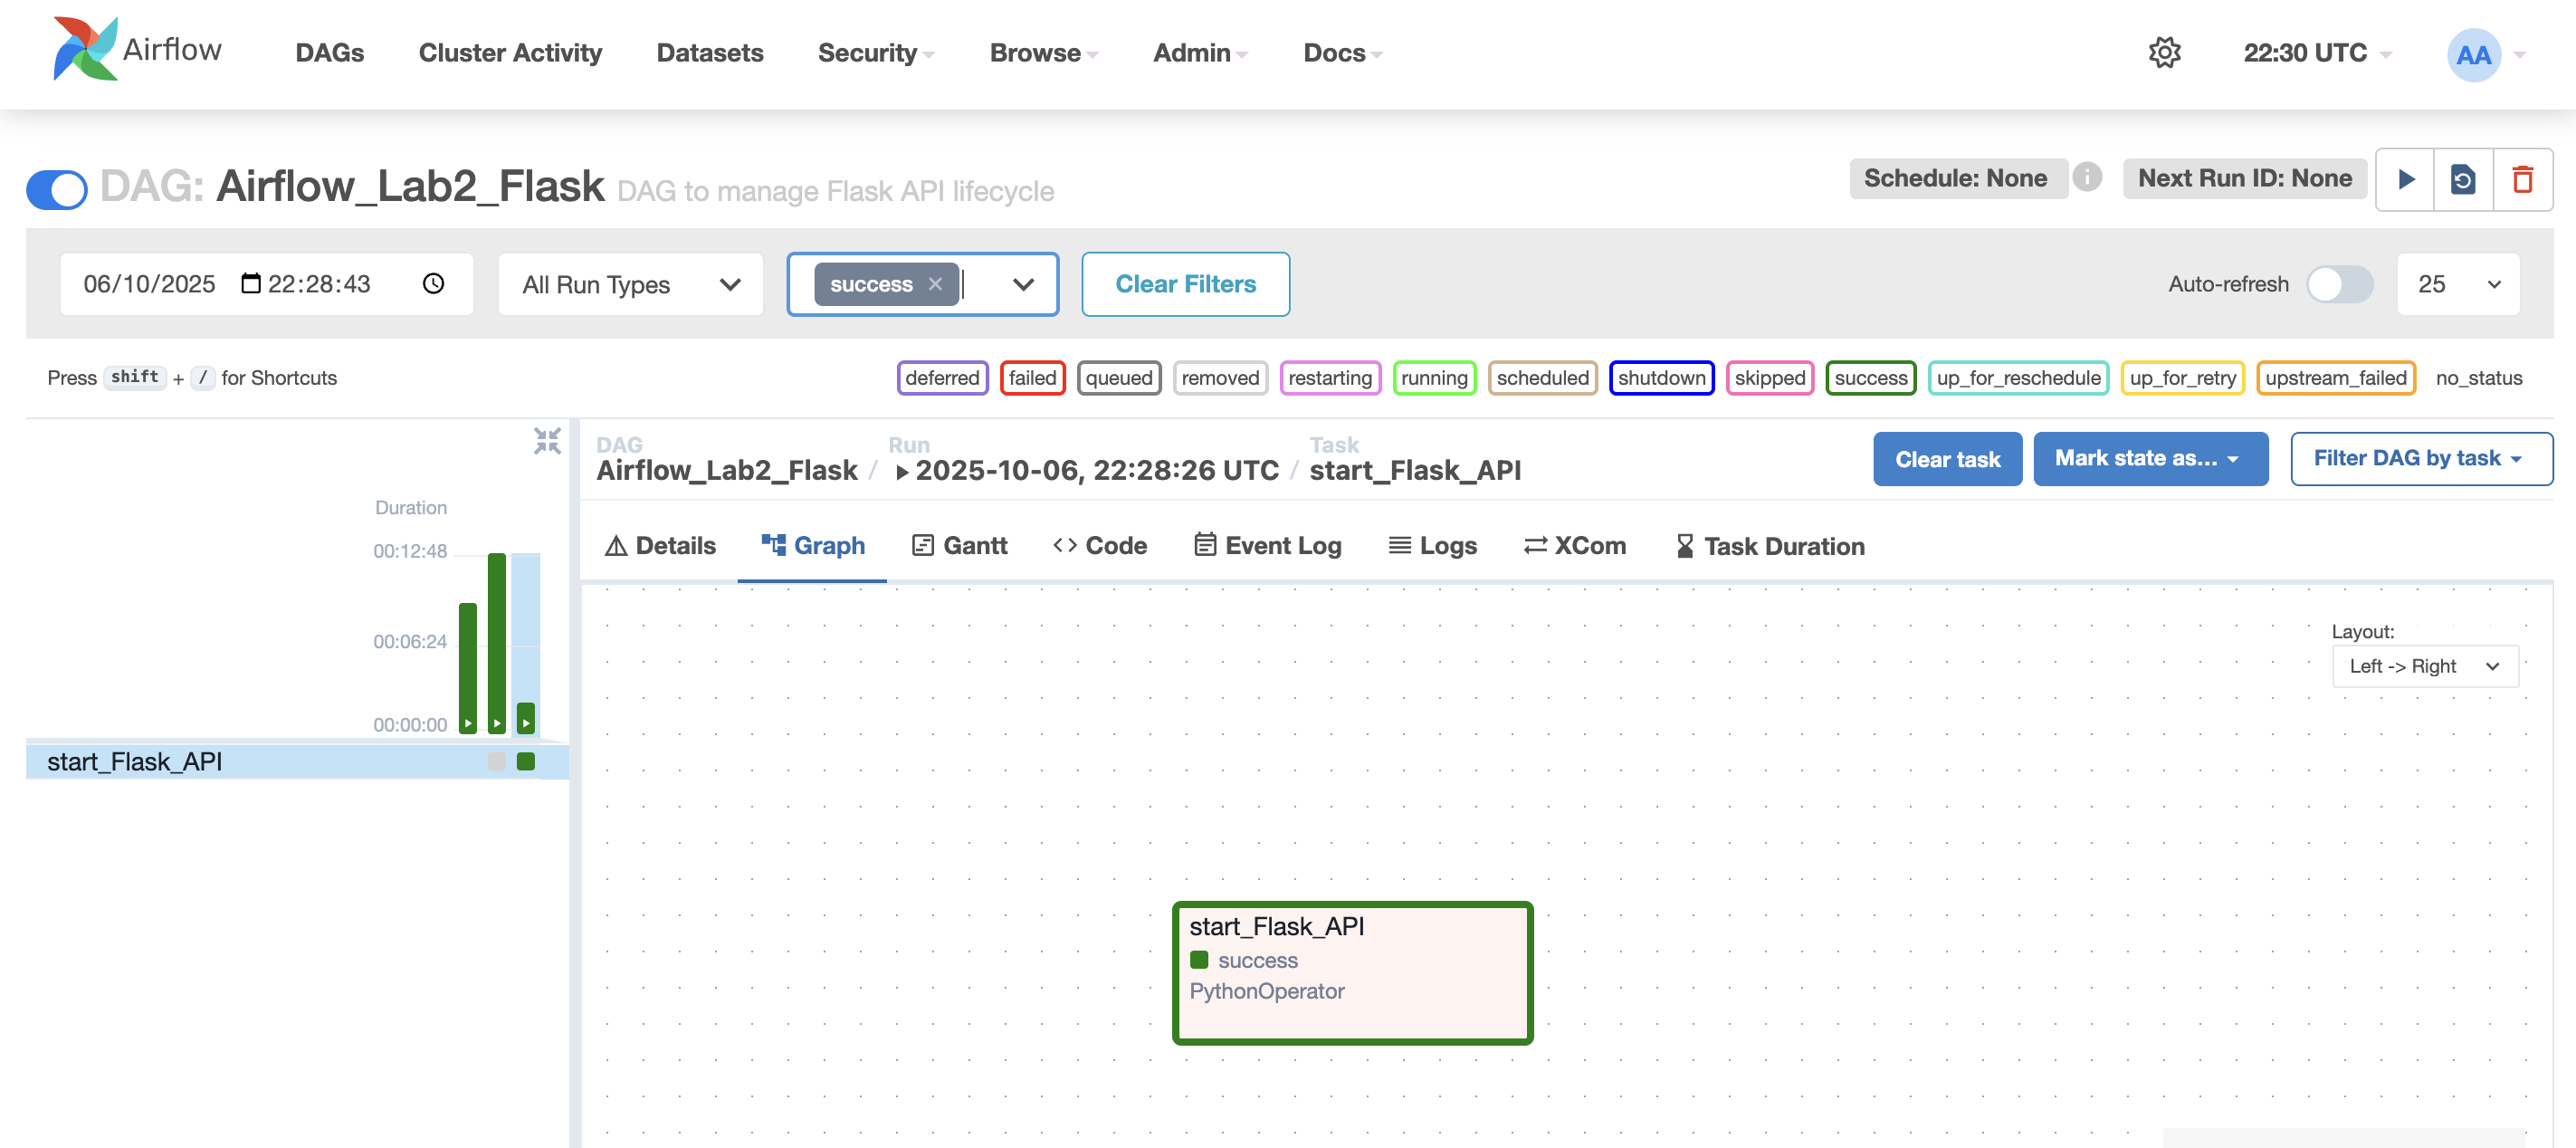 Airflow DAGs Cluster Activity Datasets Security Browse Admin Docs 22:30 UTC AA
DAG: Airflow_Lab2_Flask DAG to manage Flask API lifecycle Schedule: None i Next Run ID: None
06/10/2025 22:28:43 All Run Types success × Clear Filters Auto-refresh 25
Press shift + / for Shortcuts deferred failed queued removed restarting running scheduled shutdown skipped success up_for_reschedule up_for_retry upstream_failed no_status
DAG Run Task
Airflow_Lab2_Flask / 2025-10-06, 22:28:26 UTC / start_Flask_API Clear task Mark state as... Filter DAG by task
Details Graph Gantt Code Event Log Logs XCom Task Duration
Duration
00:12:48
00:06:24
00:00:00
start_Flask_API
Layout:
Left -> Right
start_Flask_API
success
PythonOperator